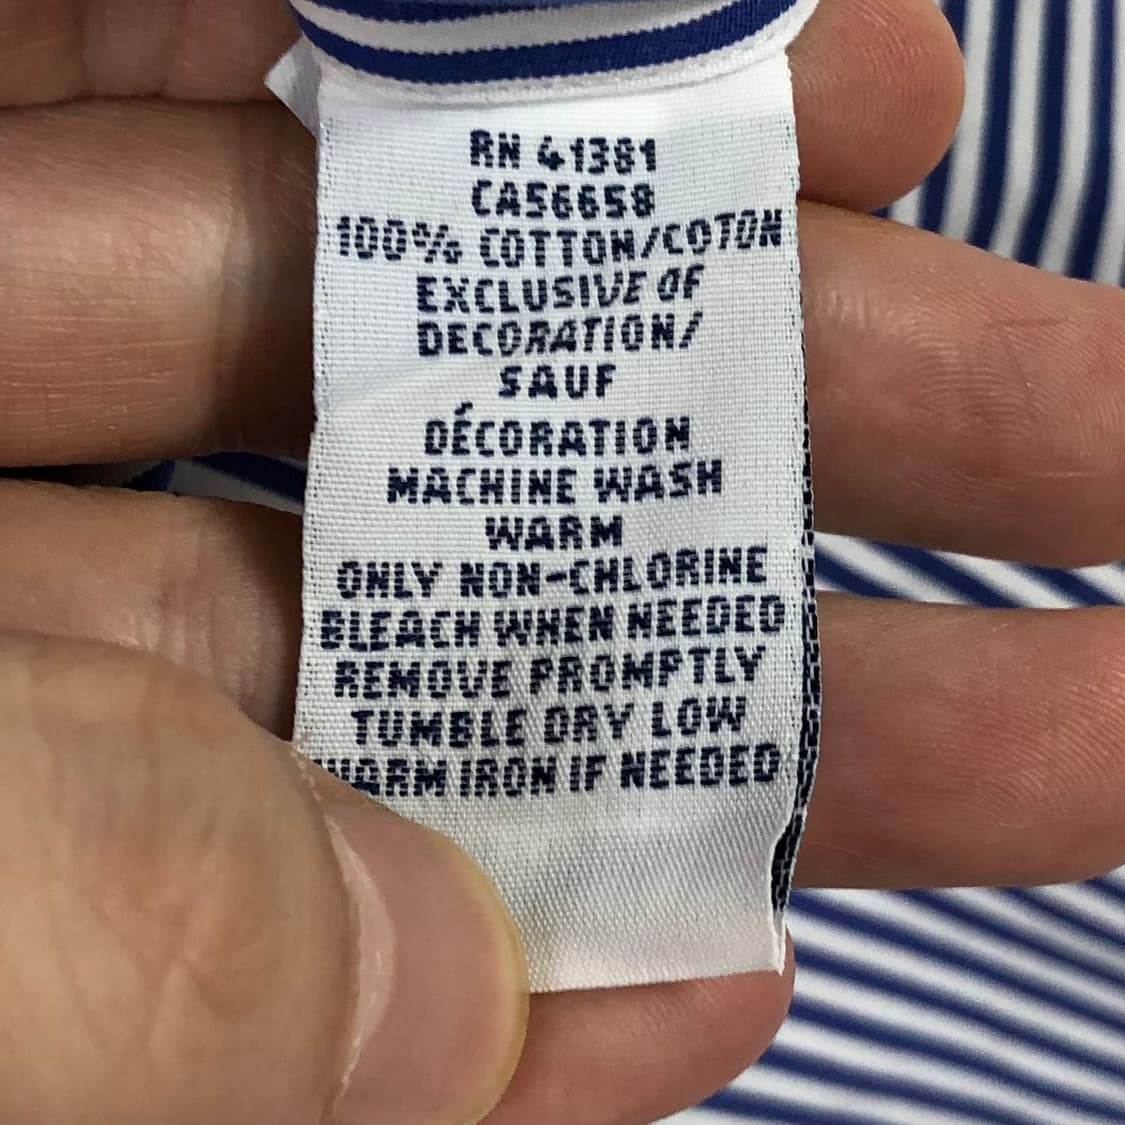 RN 41381
CA56658
100% COTTON/COTON
EXCLUSIVE OF
DECORATION/
SAUF
DÉCORATION
MACHINE WASH
WARM
ONLY NON-CHLORINE
BLEACH WHEN NEEDED
REMOVE PROMPTLY
TUMBLE DRY LOW
WARM IRON IF NEEDED